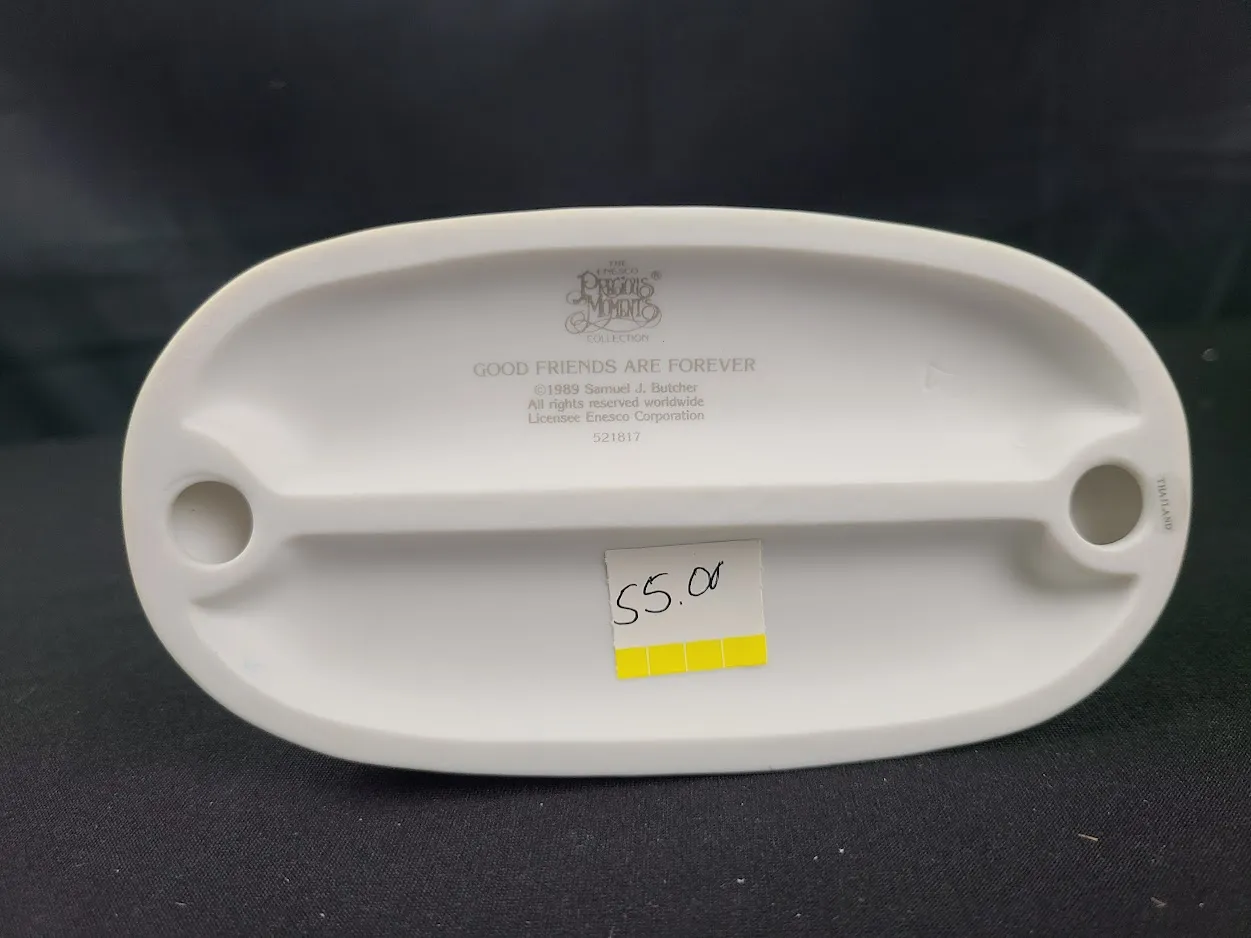 THE
ENESCO
PRECIOUS®
MOMENTS
COLLECTION
GOOD FRIENDS ARE FOREVER
©1989 Samuel J. Butcher
All rights reserved worldwide
Licensee Enesco Corporation
521817
THAILAND
55.00